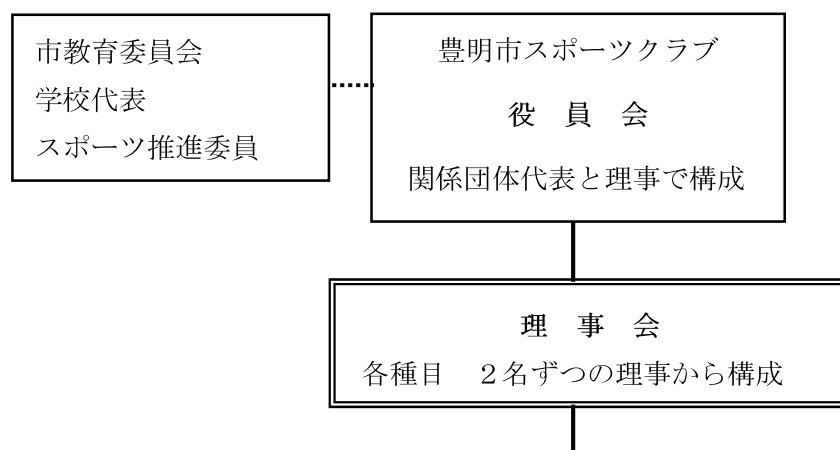 市教育委員会
学校代表
スポーツ推進委員
豊明市スポーツクラブ
役　員　会
関係団体代表と理事で構成
理　事　会
各種目　２名ずつの理事から構成